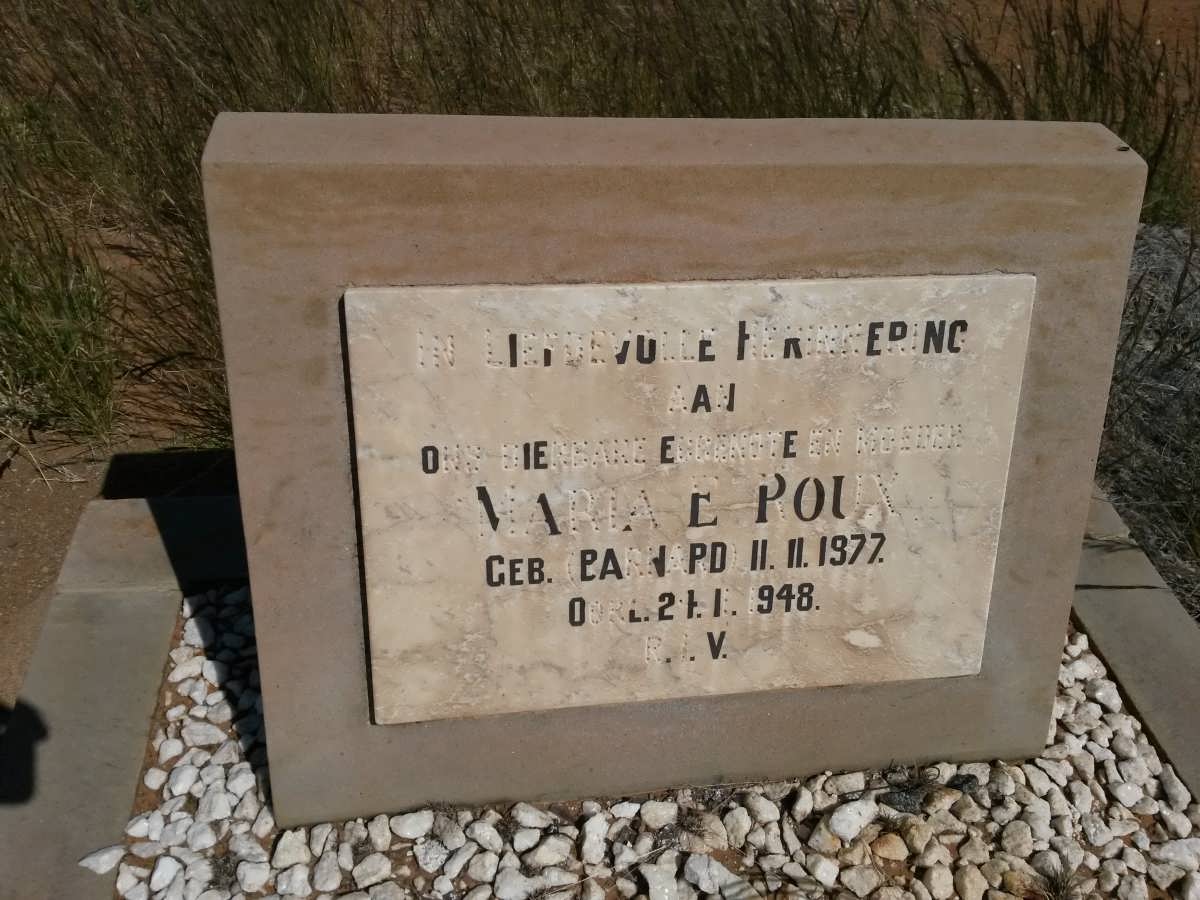 IN LIEFDEVOLLE HERINNERING
AAN
ONS DIERBARE EGGENOTE EN MOEDER
MARIA E. ROUX.
GEB. (BARNARD) 11.11.1877.
OORL. 21.1.1948.
R.I.V.